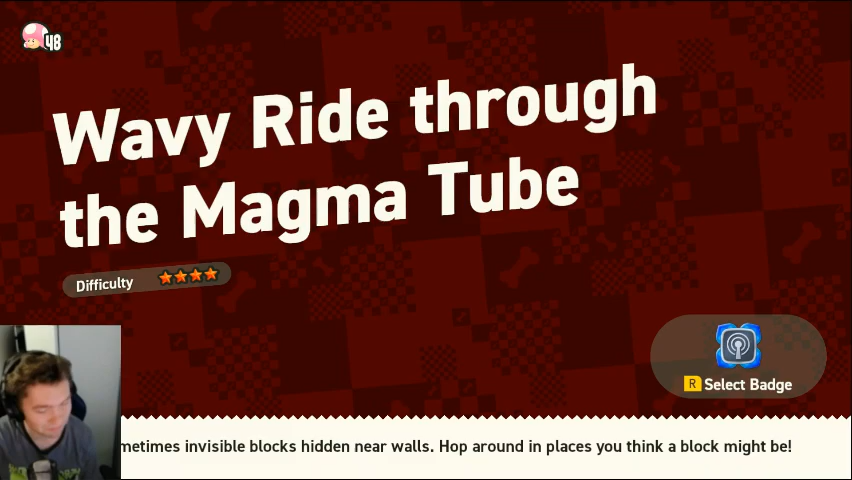 48
Wavy Ride through
the Magma Tube
Difficulty
R Select Badge
invisible blocks hidden near walls. Hop around in places you think a block might be!